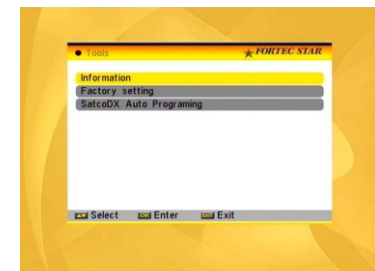 Tools
FORTEC STAR
Information
Factory setting
SatcoDX Auto Programing
Select Enter Exit